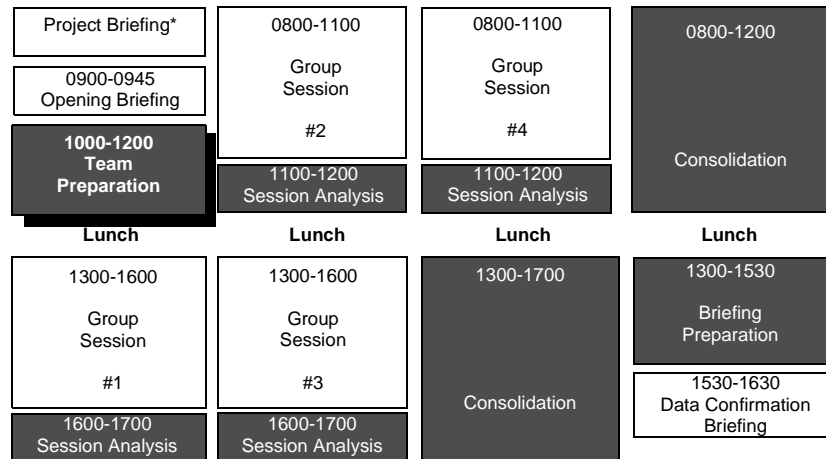 Project Briefing*
0900-0945
Opening Briefing
1000-1200
Team
Preparation
Lunch
1300-1600
Group
Session
#1
1600-1700
Session Analysis
0800-1100
Group
Session
#2
1100-1200
Session Analysis
Lunch
1300-1600
Group
Session
#3
1600-1700
Session Analysis
0800-1100
Group
Session
#4
1100-1200
Session Analysis
Lunch
1300-1700
Consolidation
0800-1200
Consolidation
Lunch
1300-1530
Briefing
Preparation
1530-1630
Data Confirmation
Briefing